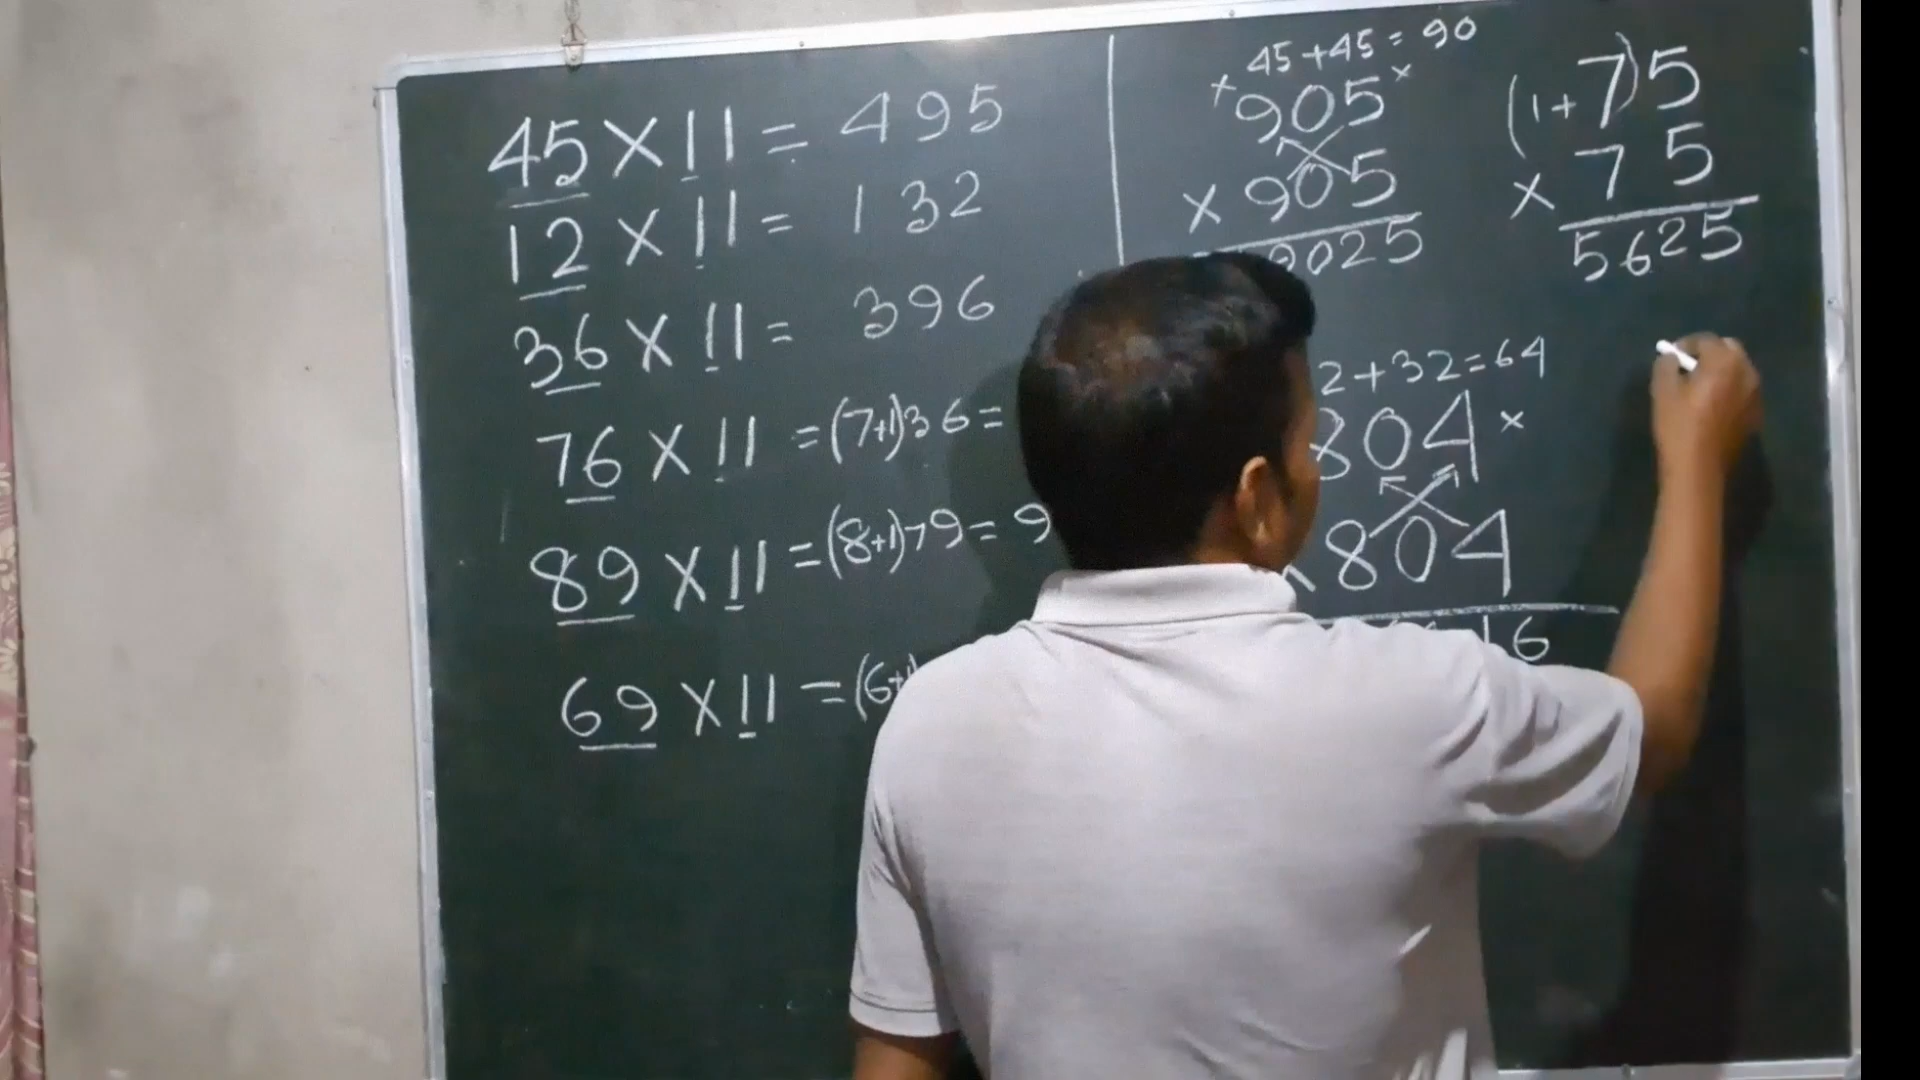 45 X 11 = 495
12 X 11 = 132
36 X 11 = 396
76 X 11 = (7+1)36 =
89 X 11 = (8+1)79 = 9
69 X 11 = (6+1
45+45 = 90
x 905 x
x 905
9025
2+32=64
804 x
x 804
16
(1+7)5
x 75
5625